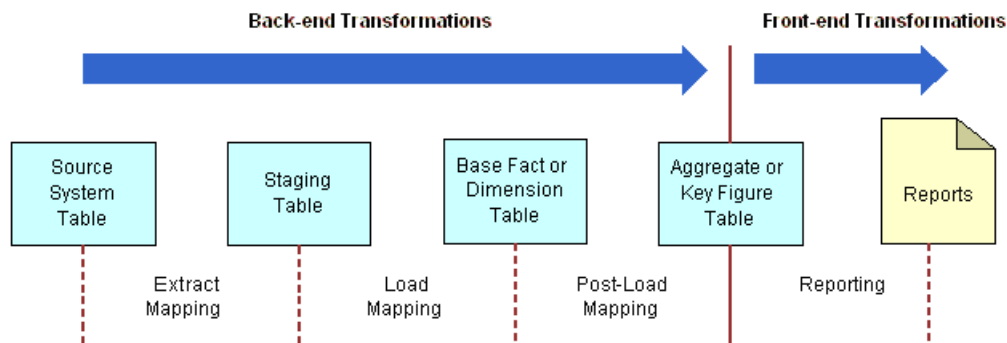 Back-end Transformations
Front-end Transformations
Source
System
Table
Staging
Table
Base Fact or
Dimension
Table
Aggregate or
Key Figure
Table
Reports
Extract
Mapping
Load
Mapping
Post-Load
Mapping
Reporting